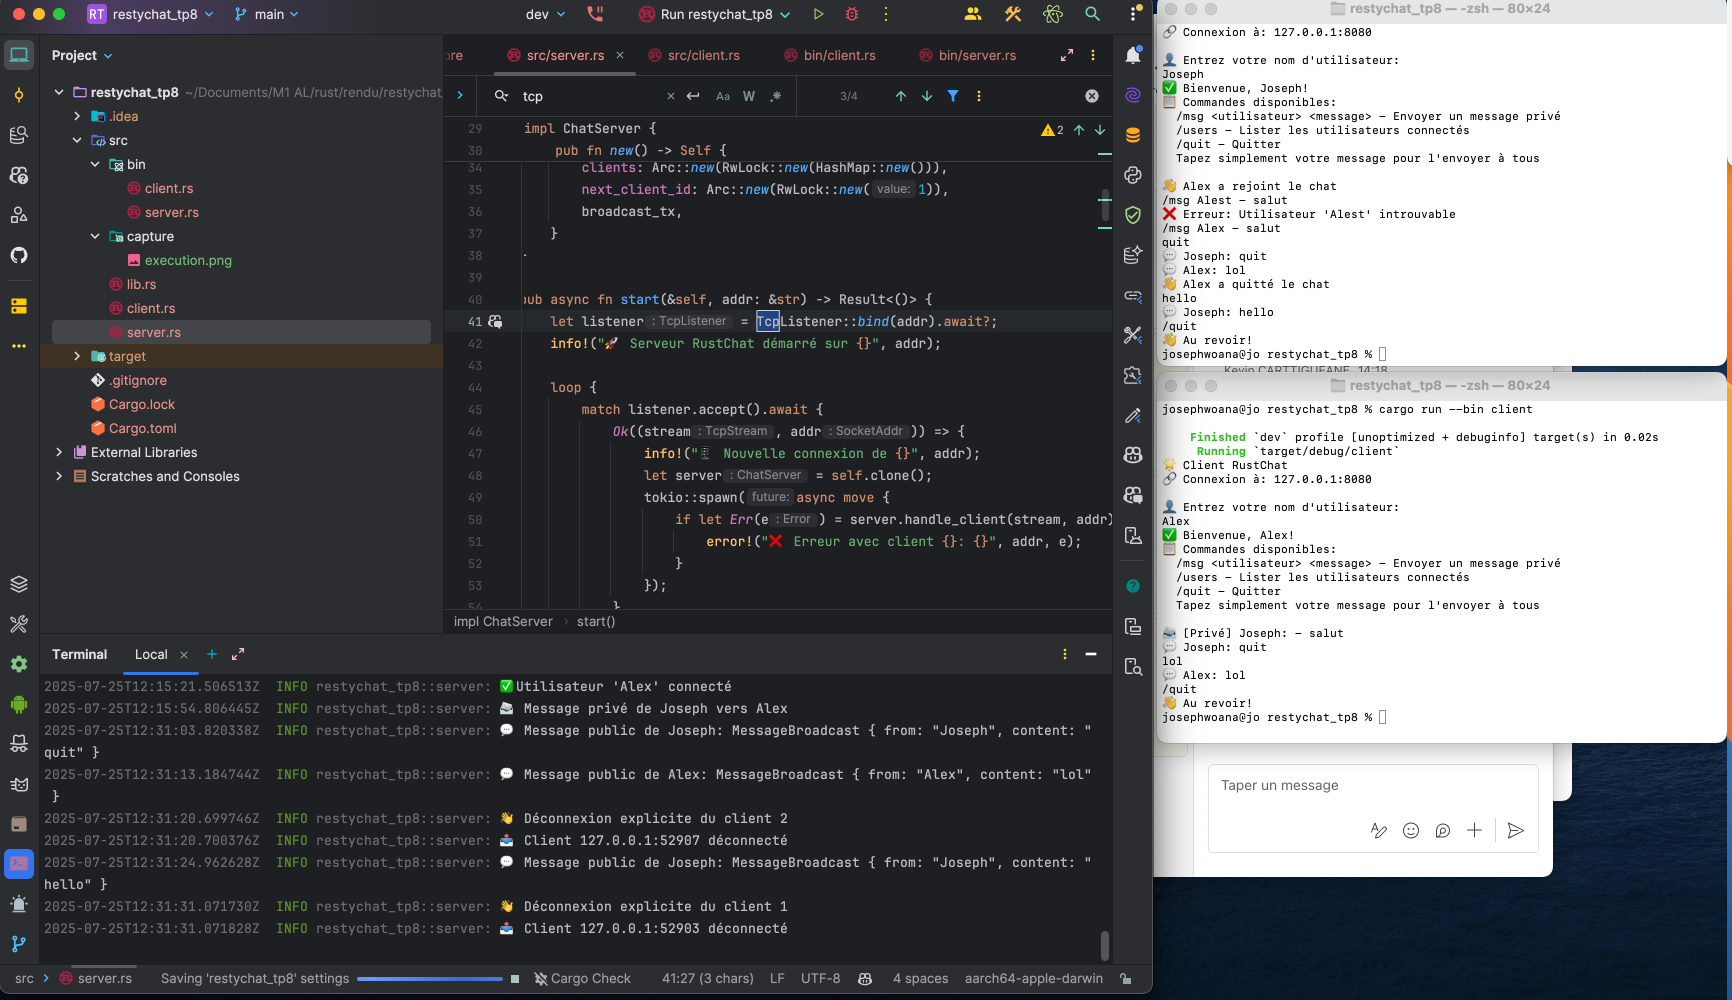 RT restychat_tp8
main
dev
Run restychat_tp8
Project
ore
src/server.rs
src/client.rs
bin/client.rs
bin/server.rs
restychat_tp8 ~/Documents/M1 AL/rust/rendu/restychat_
.idea
src
bin
client.rs
server.rs
capture
execution.png
lib.rs
client.rs
server.rs
target
.gitignore
Cargo.lock
Cargo.toml
External Libraries
Scratches and Consoles
tcp
Aa W .*
3/4
2
29 impl ChatServer {
30 pub fn new() -> Self {
34 clients: Arc::new(RwLock::new(HashMap::new())),
35 next_client_id: Arc::new(RwLock::new( value: 1)),
36 broadcast_tx,
37 }
38
39
40 pub async fn start(&self, addr: &str) -> Result<()> {
41 let listener : TcpListener = TcpListener::bind(addr).await?;
42 info!("🚀 Serveur RustChat démarré sur {}", addr);
43
44 loop {
45 match listener.accept().await {
46 Ok((stream : TcpStream , addr : SocketAddr )) => {
47 info!("📱 Nouvelle connexion de {}", addr);
48 let server : ChatServer = self.clone();
49 tokio::spawn( future: async move {
50 if let Err(e : Error ) = server.handle_client(stream, addr)
51 error!("❌ Erreur avec client {}: {}", addr, e);
52 }
53 });
54 }
impl ChatServer › start()
Terminal
Local
2025-07-25T12:15:21.506513Z INFO restychat_tp8::server: ✅Utilisateur 'Alex' connecté
2025-07-25T12:15:54.806445Z INFO restychat_tp8::server: 📨 Message privé de Joseph vers Alex
2025-07-25T12:31:03.820338Z INFO restychat_tp8::server: 💬 Message public de Joseph: MessageBroadcast { from: "Joseph", content: "
quit" }
2025-07-25T12:31:13.184744Z INFO restychat_tp8::server: 💬 Message public de Alex: MessageBroadcast { from: "Alex", content: "lol"
}
2025-07-25T12:31:20.699746Z INFO restychat_tp8::server: 👋 Déconnexion explicite du client 2
2025-07-25T12:31:20.700376Z INFO restychat_tp8::server: 📤 Client 127.0.0.1:52907 déconnecté
2025-07-25T12:31:24.962628Z INFO restychat_tp8::server: 💬 Message public de Joseph: MessageBroadcast { from: "Joseph", content: "
hello" }
2025-07-25T12:31:31.071730Z INFO restychat_tp8::server: 👋 Déconnexion explicite du client 1
2025-07-25T12:31:31.071828Z INFO restychat_tp8::server: 📤 Client 127.0.0.1:52903 déconnecté
src › server.rs
Saving 'restychat_tp8' settings
Cargo Check
41:27 (3 chars)
LF
UTF-8
4 spaces
aarch64-apple-darwin
restychat_tp8 — -zsh — 80×24
🔗 Connexion à: 127.0.0.1:8080
👤 Entrez votre nom d'utilisateur:
Joseph
✅ Bienvenue, Joseph!
📋 Commandes disponibles:
/msg <utilisateur> <message> - Envoyer un message privé
/users - Lister les utilisateurs connectés
/quit - Quitter
Tapez simplement votre message pour l'envoyer à tous
👋 Alex a rejoint le chat
/msg Alest - salut
❌ Erreur: Utilisateur 'Alest' introuvable
/msg Alex - salut
quit
💬 Joseph: quit
💬 Alex: lol
👋 Alex a quitté le chat
hello
💬 Joseph: hello
/quit
👋 Au revoir!
josephwoana@jo restychat_tp8 %
Kevin CARTTIGUEANE 14:18
restychat_tp8 — -zsh — 80×24
josephwoana@jo restychat_tp8 % cargo run --bin client
Finished `dev` profile [unoptimized + debuginfo] target(s) in 0.02s
Running `target/debug/client`
🌟 Client RustChat
🔗 Connexion à: 127.0.0.1:8080
👤 Entrez votre nom d'utilisateur:
Alex
✅ Bienvenue, Alex!
📋 Commandes disponibles:
/msg <utilisateur> <message> - Envoyer un message privé
/users - Lister les utilisateurs connectés
/quit - Quitter
Tapez simplement votre message pour l'envoyer à tous
📨 [Privé] Joseph: - salut
💬 Joseph: quit
lol
💬 Alex: lol
/quit
👋 Au revoir!
josephwoana@jo restychat_tp8 %
Taper un message